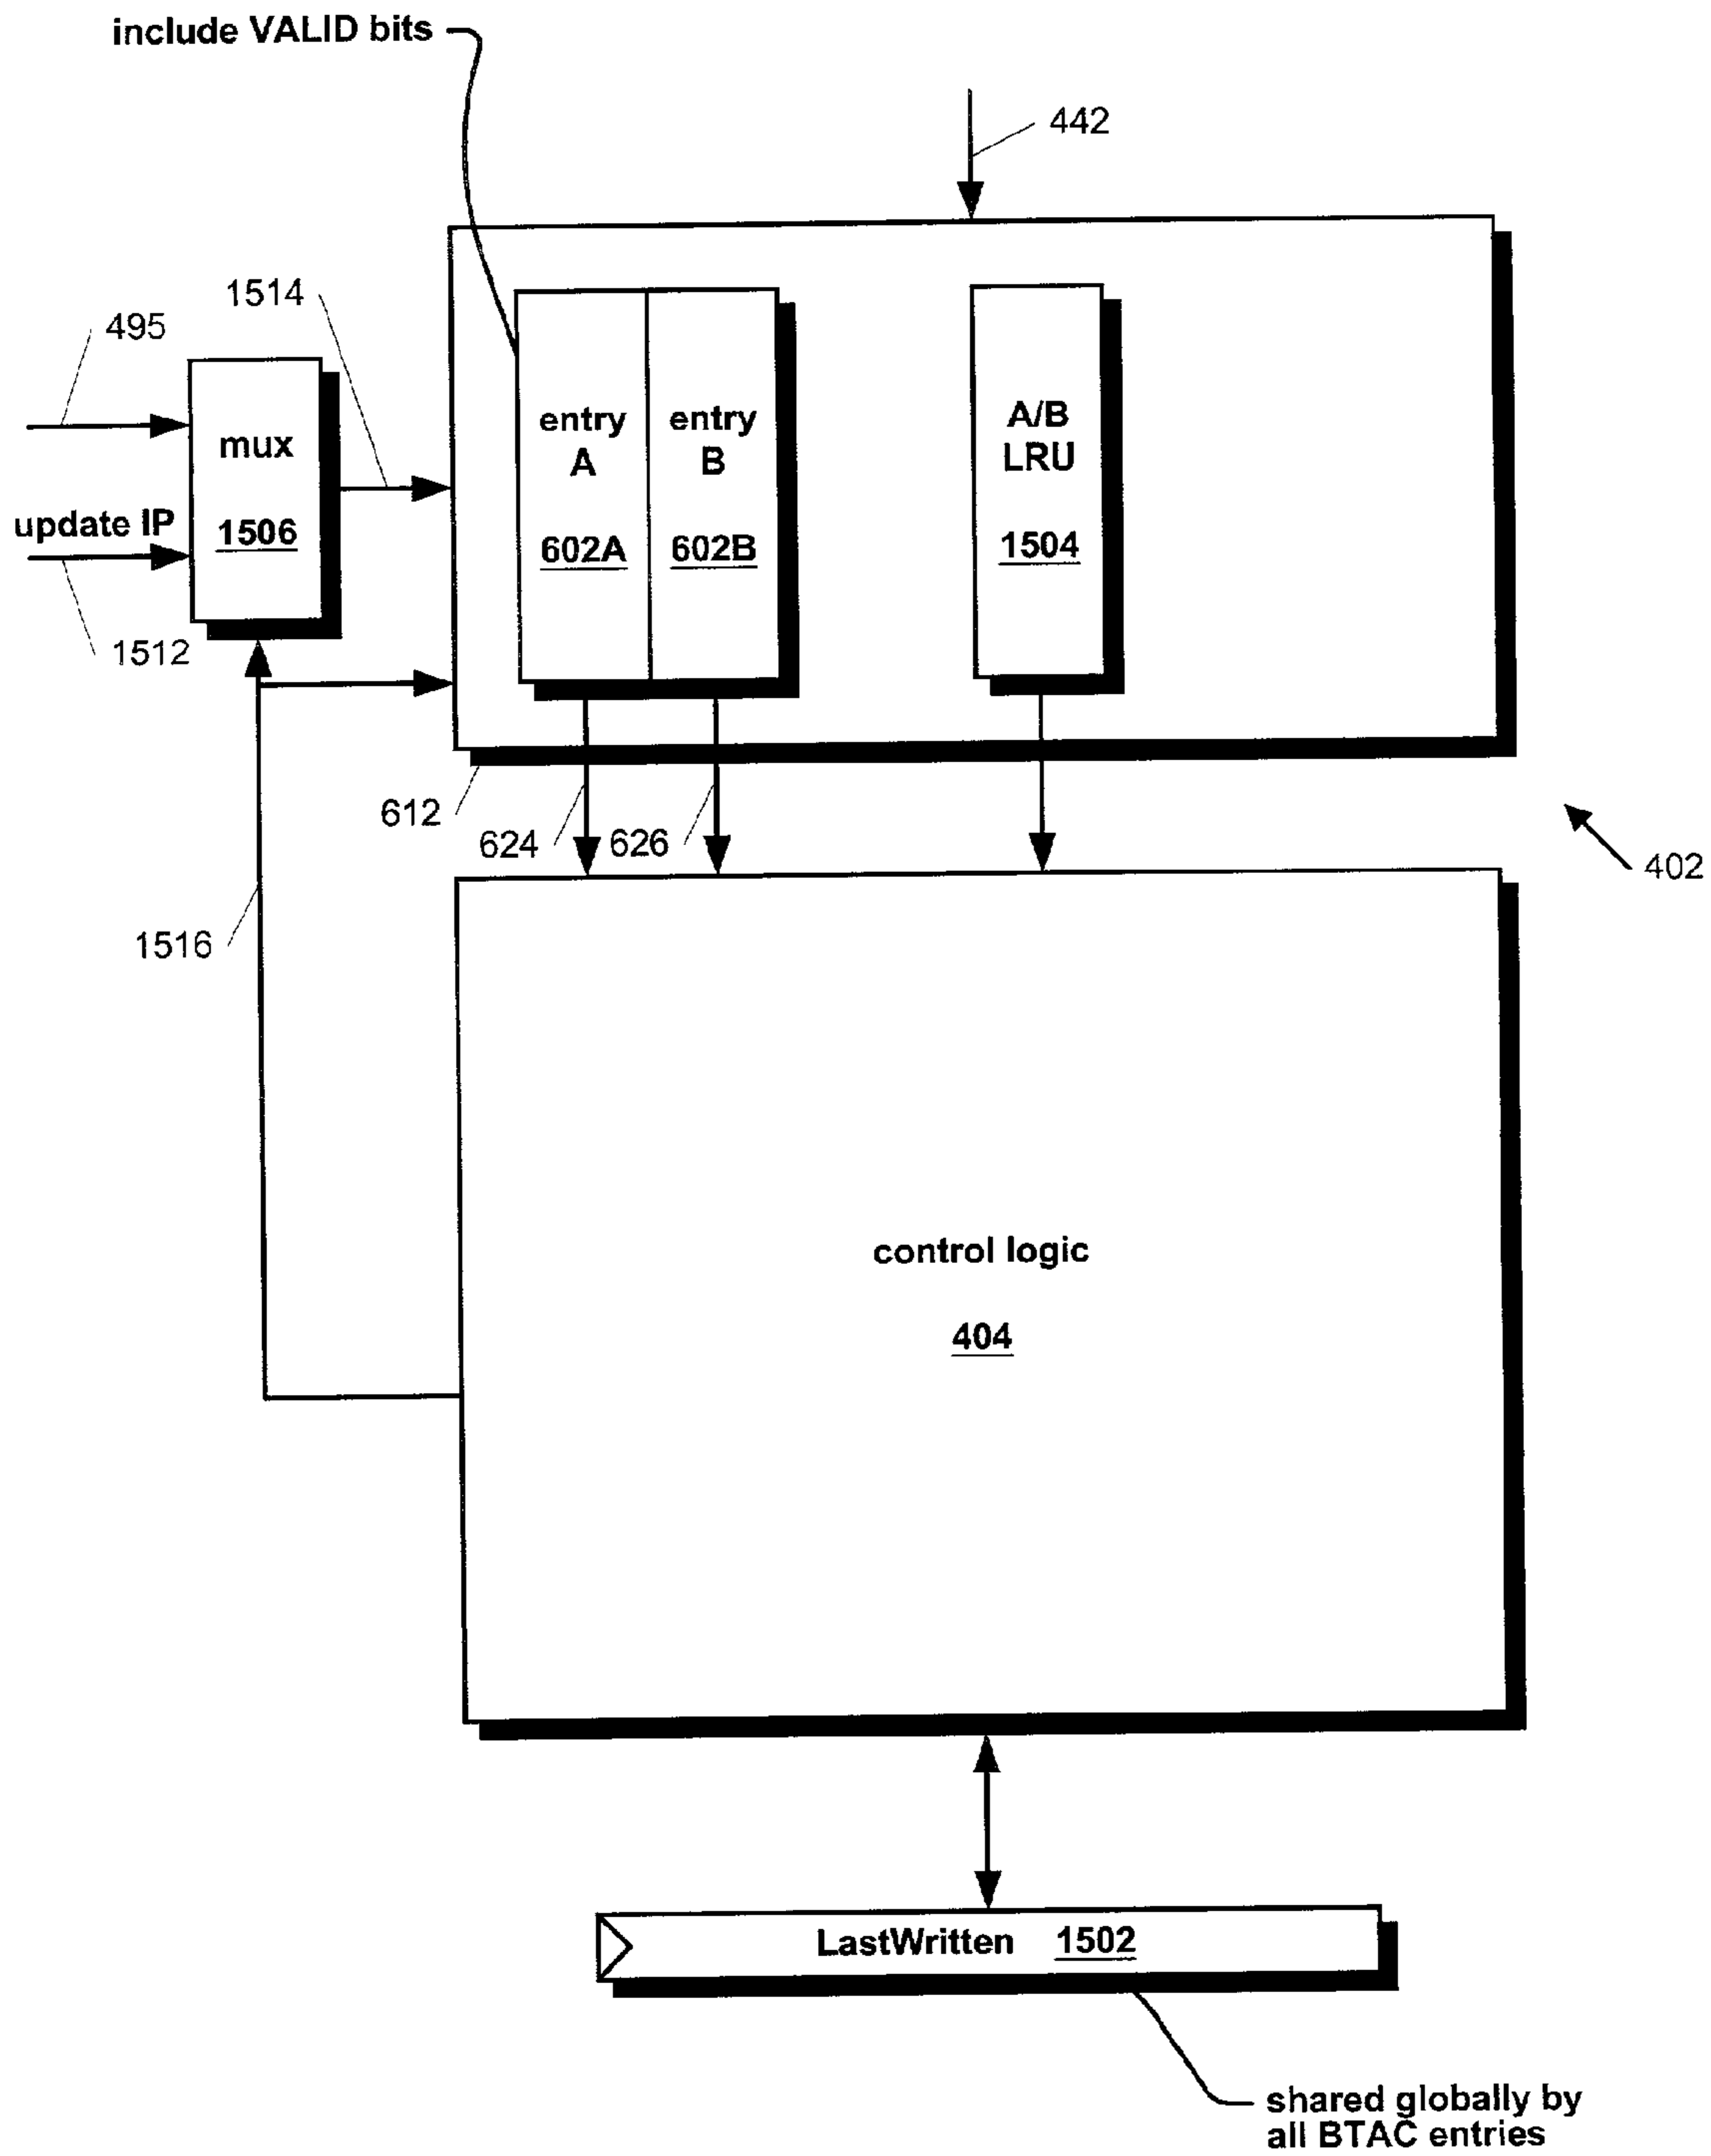 include VALID bits
442
1514
495
mux
1506
update IP
1512
entry
A
602A
entry
B
602B
A/B
LRU
1504
612
624
626
402
1516
control logic
404
LastWritten 1502
shared globally by
all BTAC entries